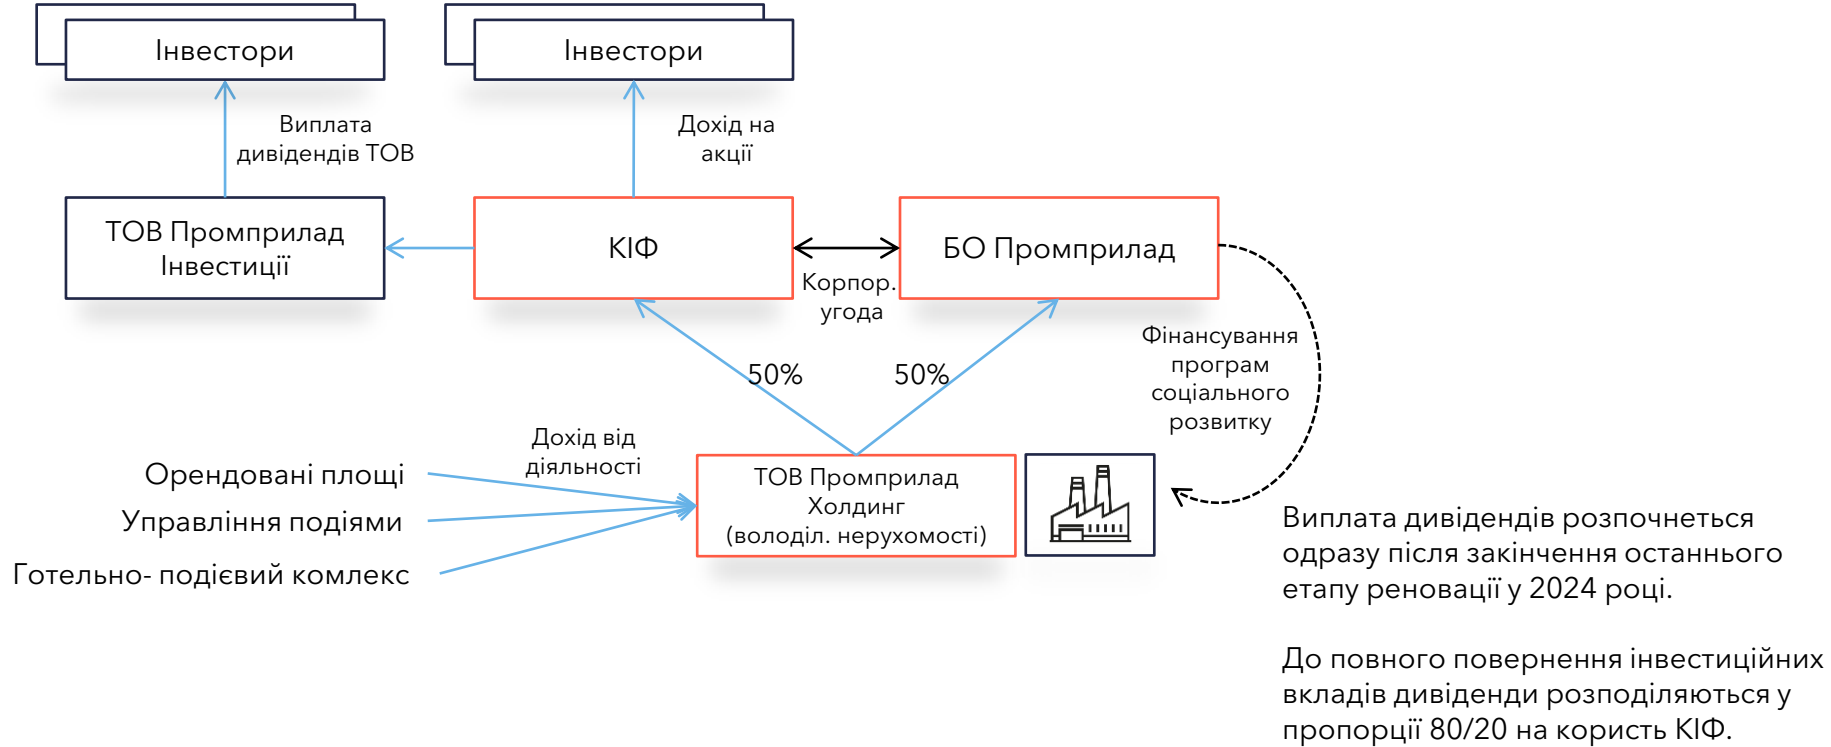 Інвестори
Інвестори
Виплата
дивідендів ТОВ
Дохід на
акції
ТОВ Промприлад
Інвестиції
КІФ
БО Промприлад
Корпор.
угода
Фінансування
програм
соціального
розвитку
50%
50%
Дохід від
діяльності
Орендовані площі
Управління подіями
Готельно- подієвий комлекс
ТОВ Промприлад
Холдинг
(володіл. нерухомості)
Виплата дивідендів розпочнеться
одразу після закінчення останнього
етапу реновації у 2024 році.
До повного повернення інвестиційних
вкладів дивіденди розподіляються у
пропорції 80/20 на користь КІФ.